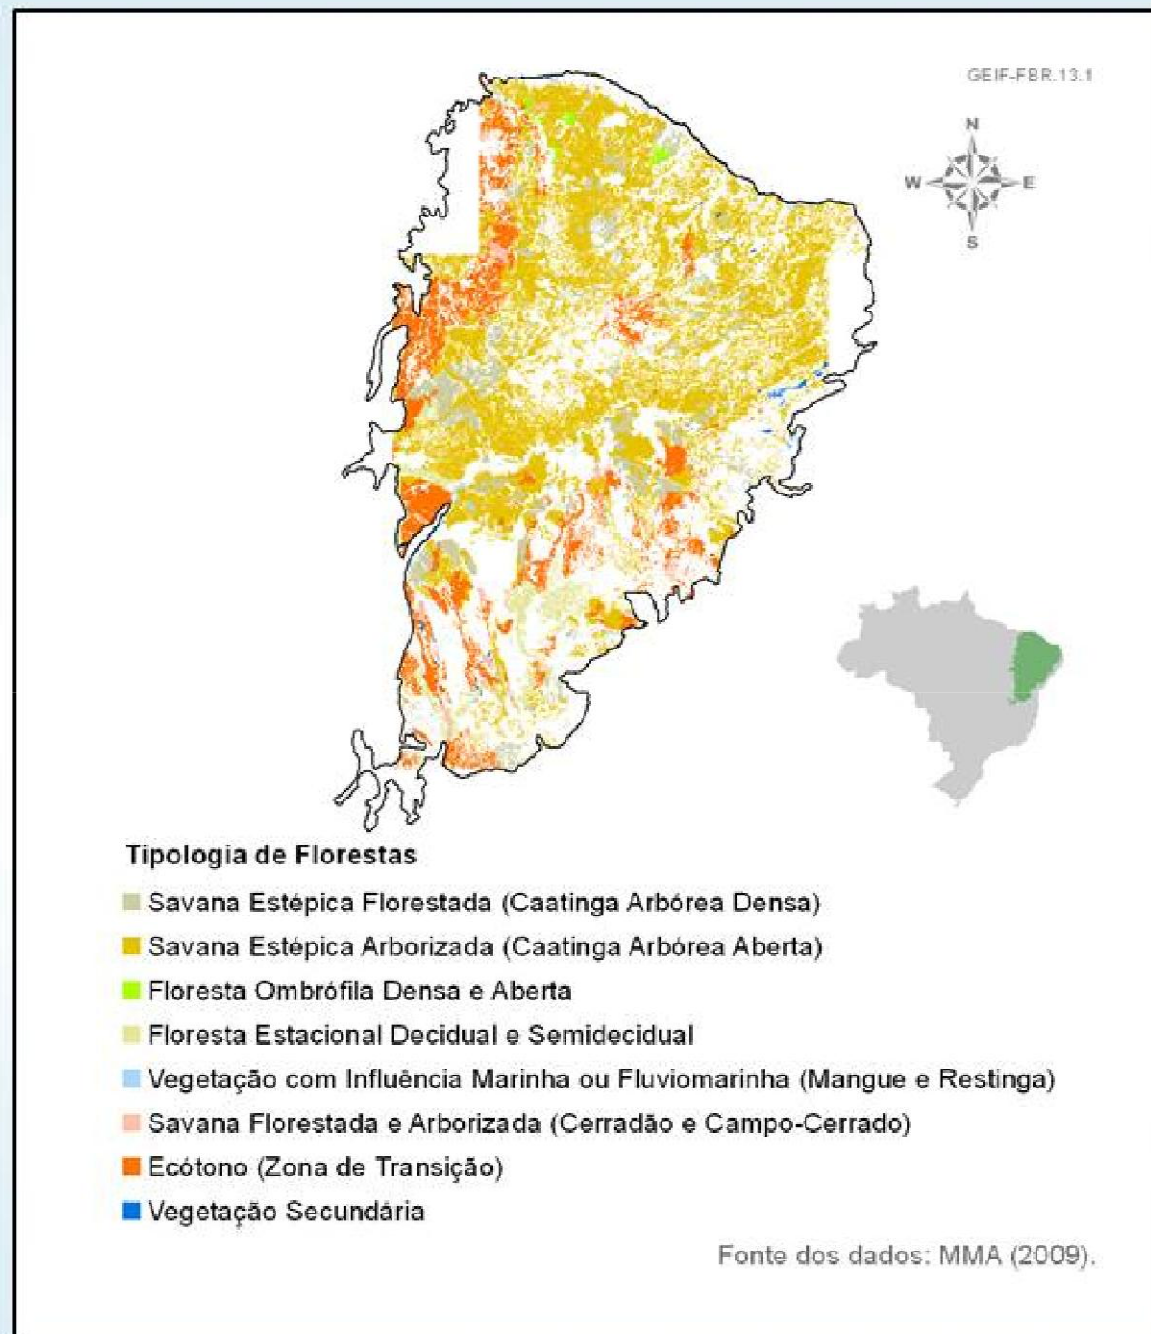 GEIF-FBR.13.1
N
W E
S
Tipologia de Florestas
Savana Estépica Florestada (Caatinga Arbórea Densa)
Savana Estépica Arborizada (Caatinga Arbórea Aberta)
Floresta Ombrófila Densa e Aberta
Floresta Estacional Decidual e Semidecidual
Vegetação com Influência Marinha ou Fluviomarinha (Mangue e Restinga)
Savana Florestada e Arborizada (Cerradão e Campo-Cerrado)
Ecótono (Zona de Transição)
Vegetação Secundária
Fonte dos dados: MMA (2009).